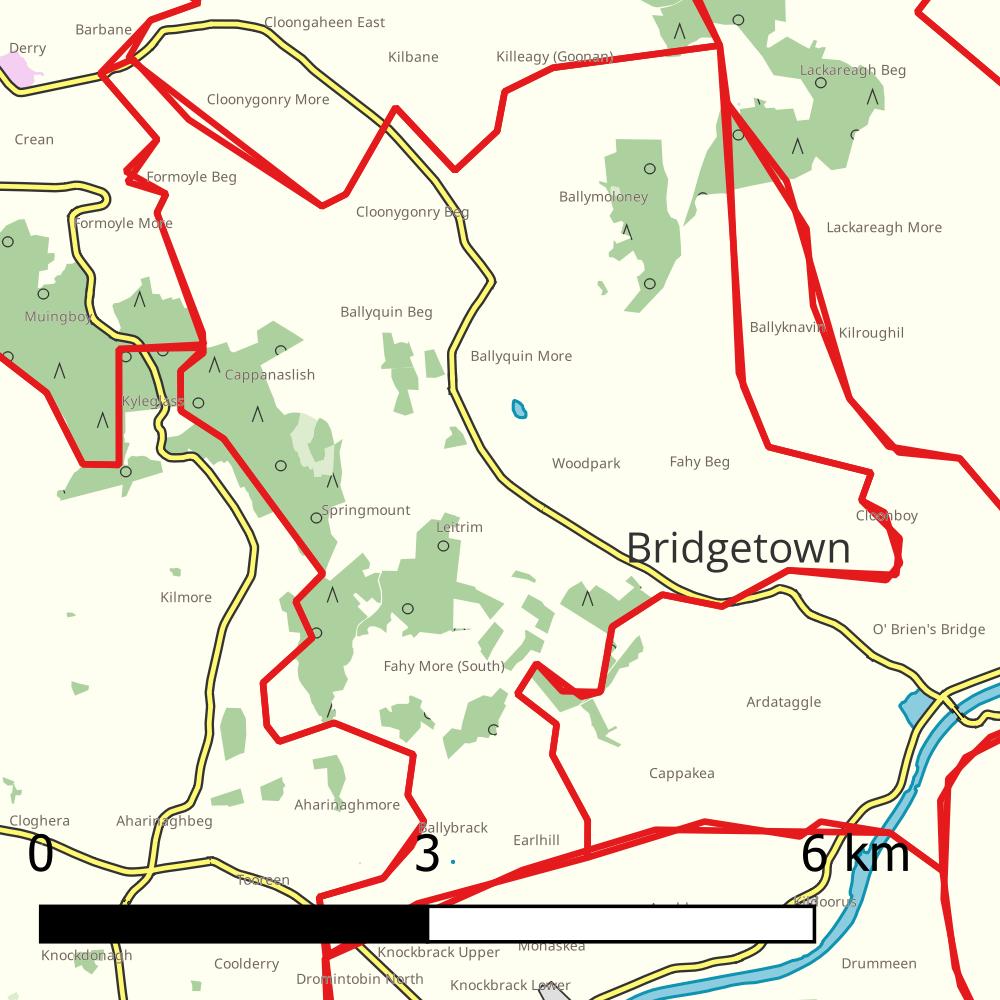 Cloongaheen East
Barbane
Derry
Kilbane
Killeagy (Goonan)
Lackareagh Beg
Cloonygonry More
Crean
Formoyle Beg
Ballymoloney
Cloonygonry Beg
Formoyle More
Lackareagh More
Ballyquin Beg
Muingboy
Ballyknavin
Kilroughil
Ballyquin More
Cappanaslish
Kyleglass
Woodpark
Fahy Beg
Springmount
Cloonboy
Leitrim
Bridgetown
Kilmore
O' Brien's Bridge
Fahy More (South)
Ardataggle
Cappakea
Aharinaghmore
Cloghera
Aharinaghbeg
Ballybrack
Earlhill
0 3 6 km
Tooreen
Kildoorus
Knockdonagh
Knockbrack Upper
Monaskea
Coolderry
Drummeen
Dromintobin North
Knockbrack Lower